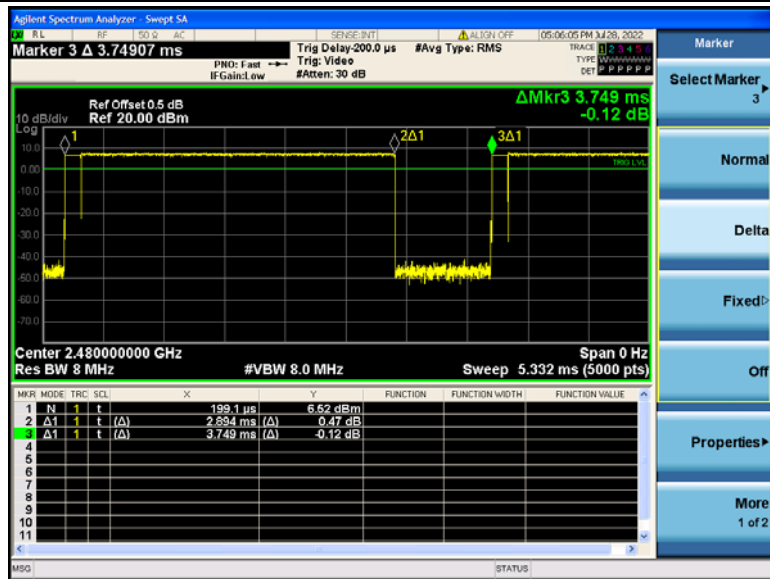 Agilent Spectrum Analyzer - Swept SA
RL RF 50 Ω AC SENSE:INT ALIGN OFF 05:06:05 PM Jul 28, 2022
Marker 3 Δ 3.74907 ms
PNO: Fast
IFGain:Low
Trig Delay-200.0 µs
Trig: Video
#Atten: 30 dB
#Avg Type: RMS
TRACE 1 2 3 4 5 6
TYPE WWWWWW
DET P P P P P P
Marker
Select Marker
3
Normal
Delta
Fixed
Off
Properties
More
1 of 2
ΔMkr3 3.749 ms
-0.12 dB
Ref Offset 0.5 dB
10 dB/div Ref 20.00 dBm
Log
1 2Δ1 3Δ1
TRIG LVL
10.0
0.00
-10.0
-20.0
-30.0
-40.0
-50.0
-60.0
-70.0
Center 2.480000000 GHz Span 0 Hz
Res BW 8 MHz #VBW 8.0 MHz Sweep 5.332 ms (5000 pts)
MKR MODE TRC SCL X Y FUNCTION FUNCTION WIDTH FUNCTION VALUE
1 N 1 t 199.1 µs 6.52 dBm
2 Δ1 1 t (Δ) 2.894 ms (Δ) 0.47 dB
3 Δ1 1 t (Δ) 3.749 ms (Δ) -0.12 dB
4
5
6
7
8
9
10
11
MSG STATUS